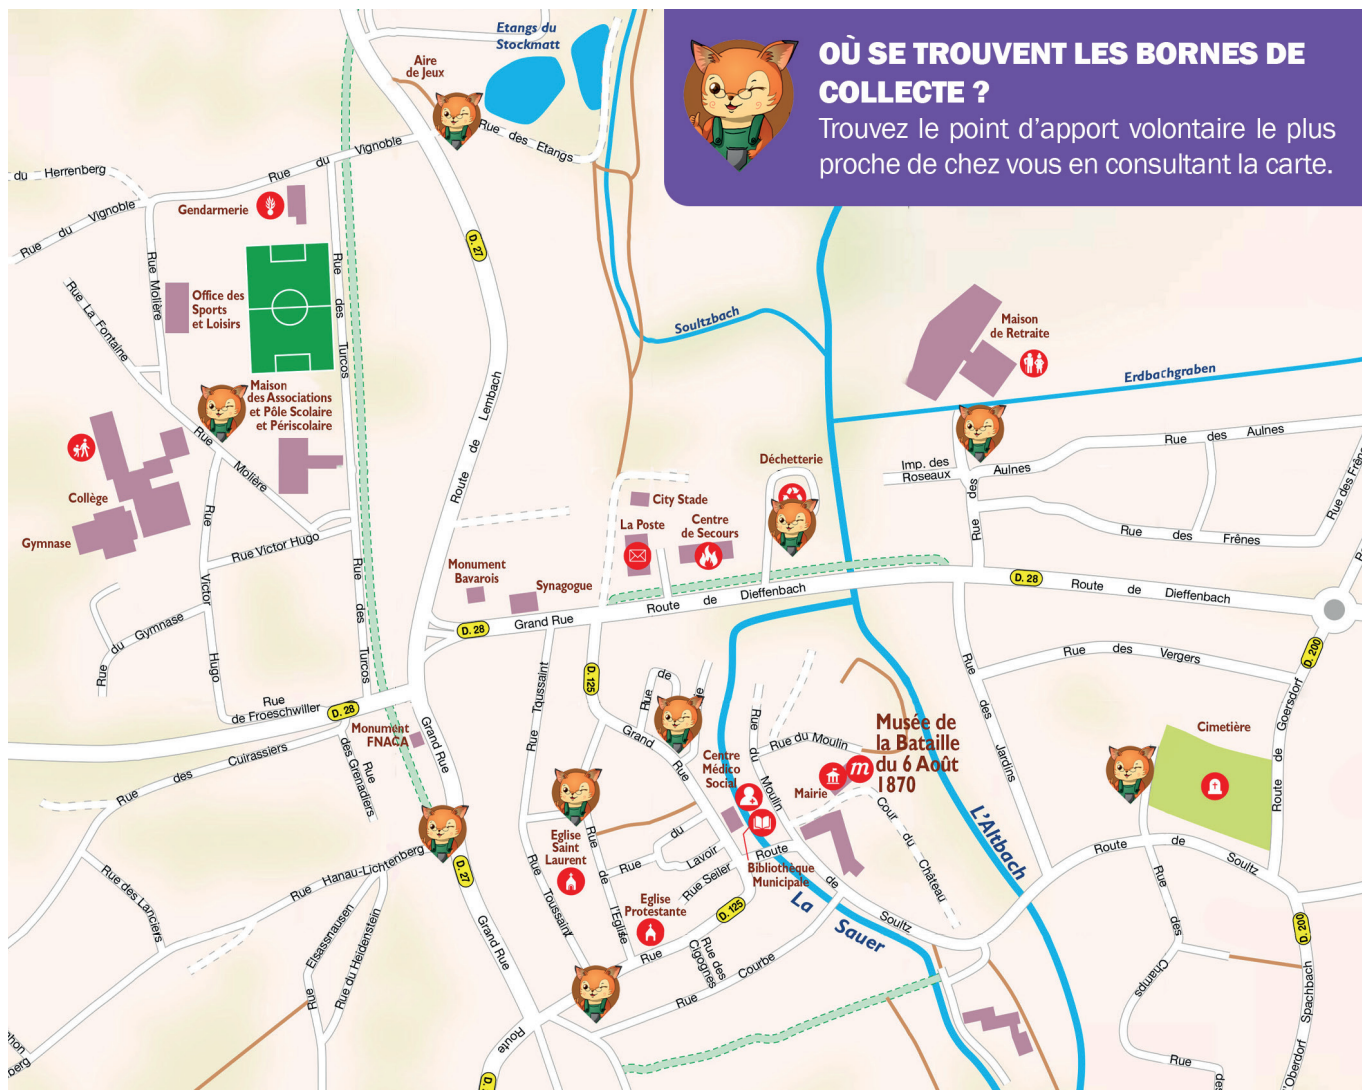 OÙ SE TROUVENT LES BORNES DE
COLLECTE ?
Trouvez le point d'apport volontaire le plus
proche de chez vous en consultant la carte.
Etangs du
Stockmatt
Aire
de Jeux
Rue des Etangs
Rue du Vignoble
du Herrenberg
Rue du Vignoble
Gendarmerie
D. 27
Rue Molière
Rue des Turcos
Office des
Sports
et Loisirs
Rue La Fontaine
Soultzbach
Maison
de Retraite
Erdbachgraben
Maison
des Associations
et Pôle Scolaire
et Périscolaire
Route de Lembach
Rue Molière
Collège
Gymnase
Rue des Aulnes
Imp. des
Roseaux
Aulnes
Rue des
Rue des Frênes
Rue des Frênes
Déchetterie
City Stade
La Poste
Centre
de Secours
Rue Victor Hugo
Rue Victor Hugo
Monument
Bavarois
Synagogue
Rue des Turcos
Route de Dieffenbach
D. 28
Route de Dieffenbach
Grand Rue
D. 28
Rue du Gymnase
Rue
de Froeschwiller
D. 28
Rue Toussaint
D. 125
Rue de
Rue des Vergers
D. 200
Route de Goersdorf
Rue des Jardins
Monument
FNACA
Grand Rue
Rue des Cuirassiers
Rue
des Grenadiers
Grand Rue
Centre
Médico
Social
Rue du Moulin
Rue du Moulin
Musée de
la Bataille
du 6 Août
1870
m
Mairie
Cour du Château
L'Altbach
Cimetière
Eglise
Saint
Laurent
Rue de l'Eglise
Rue du Lavoir
Rue Seller
Bibliothèque
Municipale
Route de Soultz
Route de Soultz
Rue Hanau-Lichtenberg
D. 27
Rue des Lanciers
Rue Elsassnausen
Rue du Heidenstein
Grand Rue
Rue Toussaint
Eglise
Protestante
D. 125
Rue
Rue des
Cigognes
Rue Courbe
La Sauer
Rue des Champs
D. 200
Spachbach
Oberdorf
Rue
des
Route
D.
berg